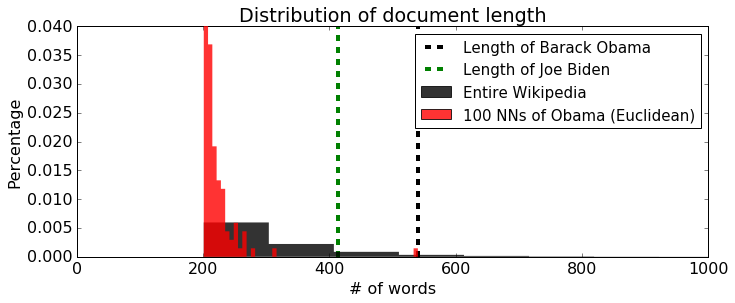 Distribution of document length
Percentage
0.040
0.035
0.030
0.025
0.020
0.015
0.010
0.005
0.000
Length of Barack Obama
Length of Joe Biden
Entire Wikipedia
100 NNs of Obama (Euclidean)
0 200 400 600 800 1000
# of words